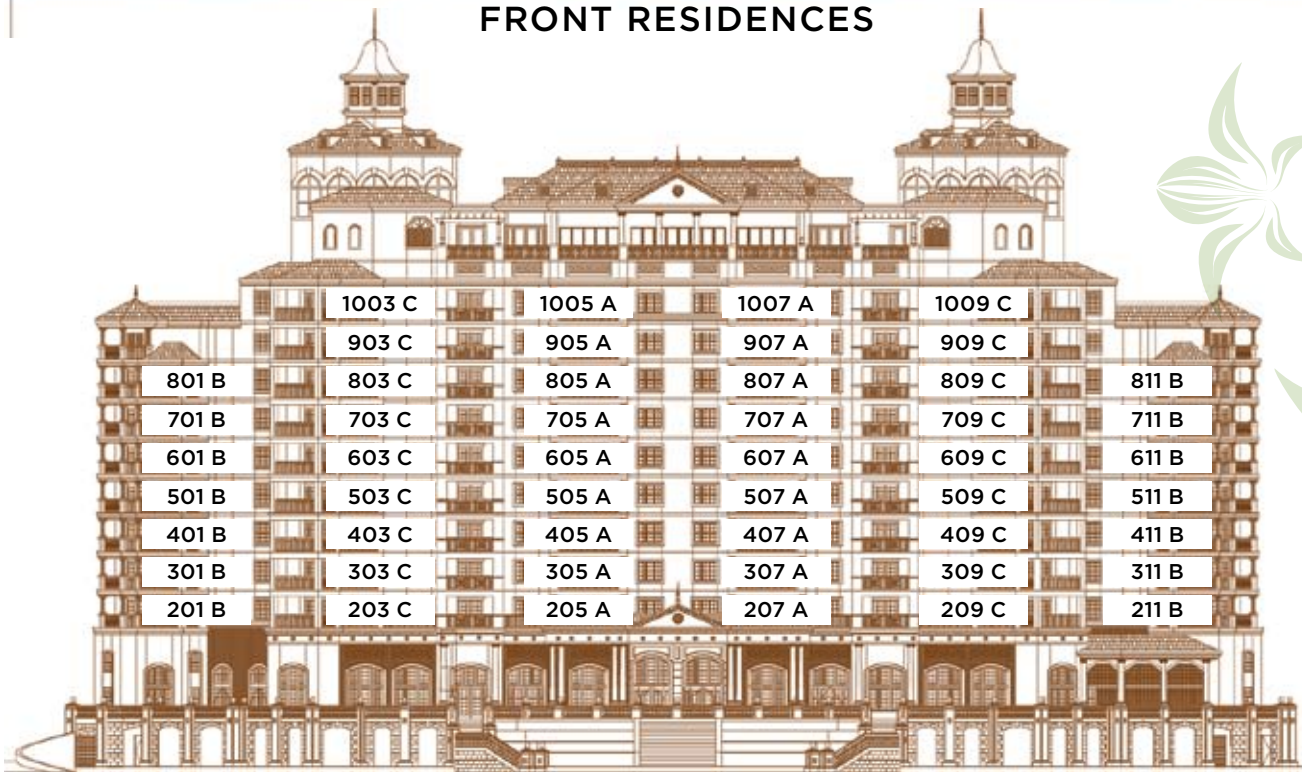 FRONT RESIDENCES
1003 C 1005 A 1007 A 1009 C
903 C 905 A 907 A 909 C
801 B 803 C 805 A 807 A 809 C 811 B
701 B 703 C 705 A 707 A 709 C 711 B
601 B 603 C 605 A 607 A 609 C 611 B
501 B 503 C 505 A 507 A 509 C 511 B
401 B 403 C 405 A 407 A 409 C 411 B
301 B 303 C 305 A 307 A 309 C 311 B
201 B 203 C 205 A 207 A 209 C 211 B